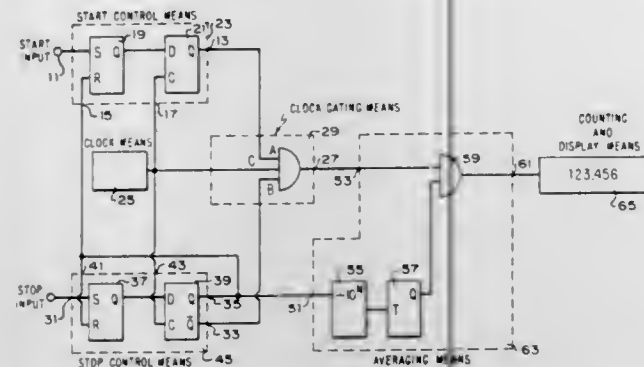 START CONTROL MEANS
START INPUT
11
S Q
R
19
D Q
C
21
23
13
15
17
CLOCK GATING MEANS
29
CLOCK MEANS
25
A
C
B
27
53
59
61
COUNTING
AND
DISPLAY MEANS
123.456
65
41
43
STOP INPUT
31
37
S Q
R
39
D Q
C Q̅
35
33
45
STOP CONTROL MEANS
51
55
÷10ᴺ
57
T Q
63
AVERAGING MEANS